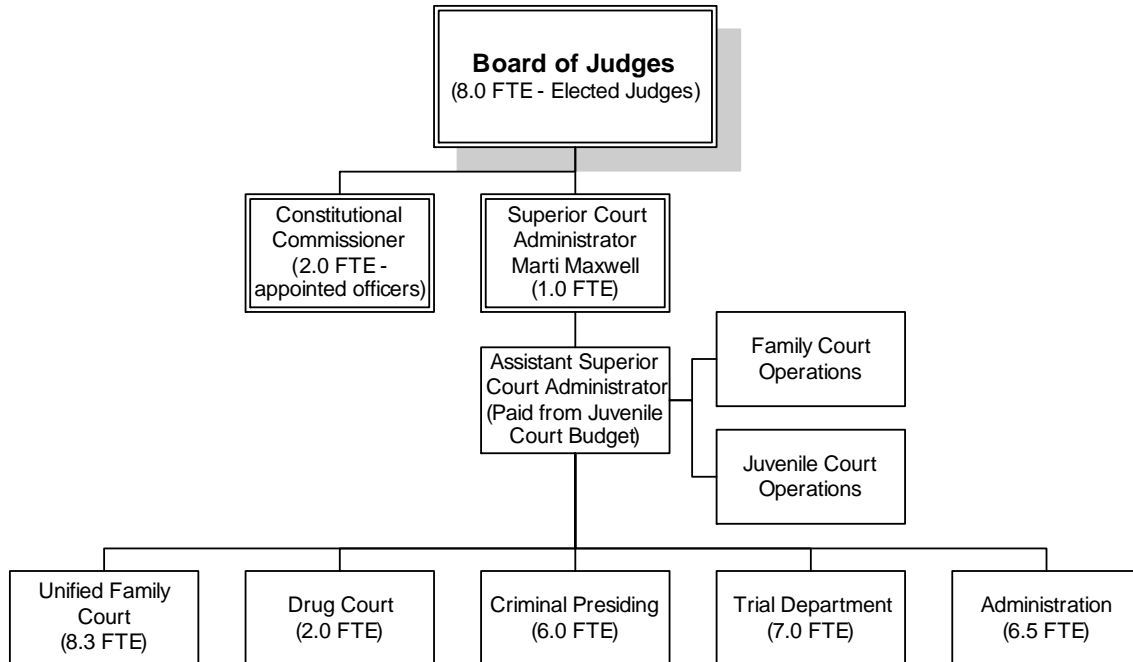 Board of Judges
(8.0 FTE - Elected Judges)
Constitutional
Commissioner
(2.0 FTE -
appointed officers)
Superior Court
Administrator
Marti Maxwell
(1.0 FTE)
Assistant Superior
Court Administrator
(Paid from Juvenile
Court Budget)
Family Court
Operations
Juvenile Court
Operations
Unified Family
Court
(8.3 FTE)
Drug Court
(2.0 FTE)
Criminal Presiding
(6.0 FTE)
Trial Department
(7.0 FTE)
Administration
(6.5 FTE)